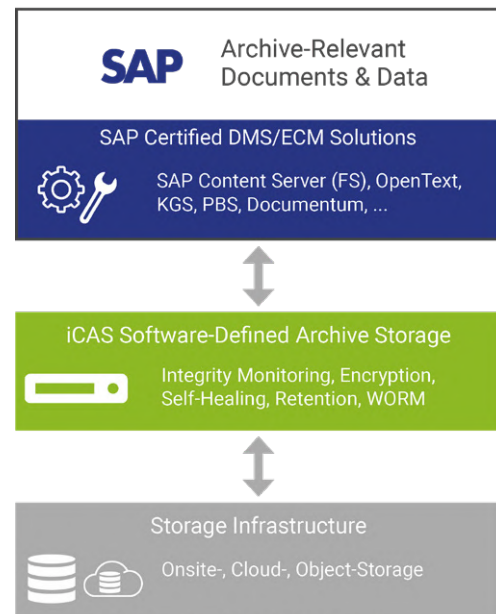 SAP
Archive-Relevant
Documents & Data
SAP Certified DMS/ECM Solutions
SAP Content Server (FS), OpenText,
KGS, PBS, Documentum, ...
iCAS Software-Defined Archive Storage
Integrity Monitoring, Encryption,
Self-Healing, Retention, WORM
Storage Infrastructure
Onsite-, Cloud-, Object-Storage